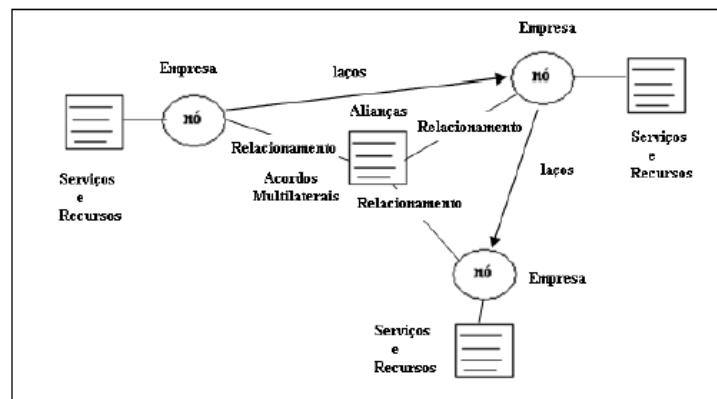 Empresa
Empresa
laços
nó
nó
Alianças
Relacionamento
Relacionamento
Serviços
e
Recursos
Serviços
e
Recursos
Acordos
Multilaterais
Relacionamento
laços
nó
Empresa
Serviços
e
Recursos